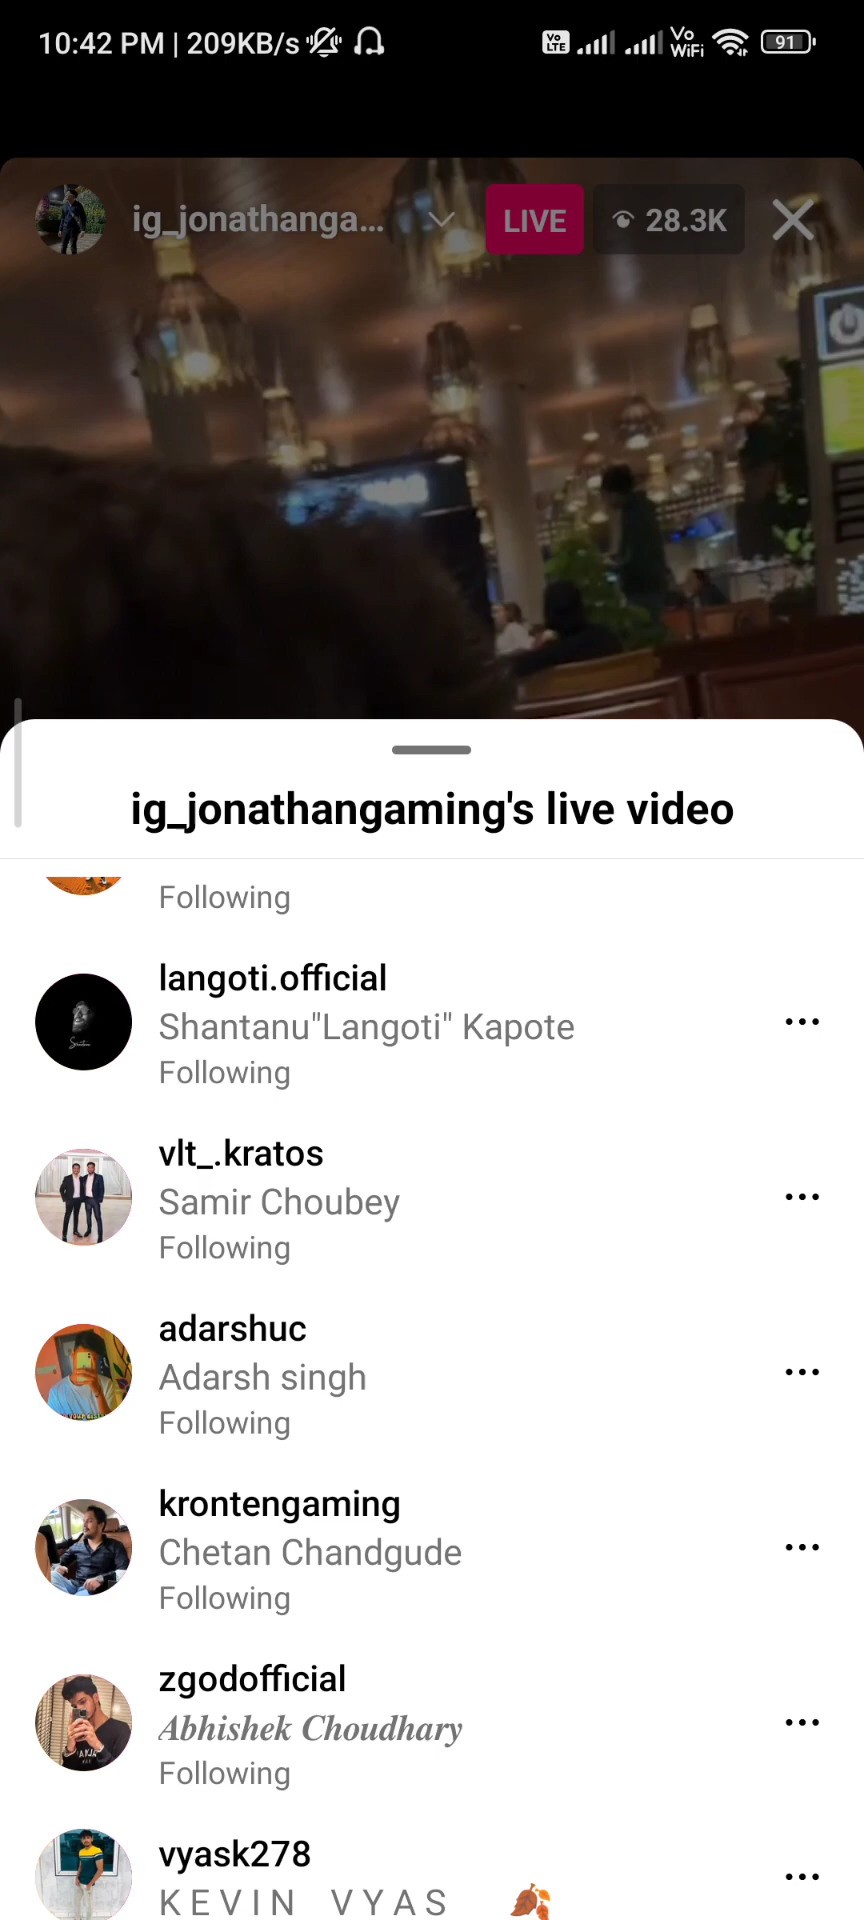 10:42 PM | 209KB/s Vo LTE Vo WiFi 91
ig_jonathanga... LIVE 28.3K
ig_jonathangaming's live video
Following
langoti.official
Shantanu"Langoti" Kapote
Following
vlt_.kratos
Samir Choubey
Following
adarshuc
Adarsh singh
Following
krontengaming
Chetan Chandgude
Following
zgodofficial
Abhishek Choudhary
Following
vyask278
K E V I N V Y A S 🍂